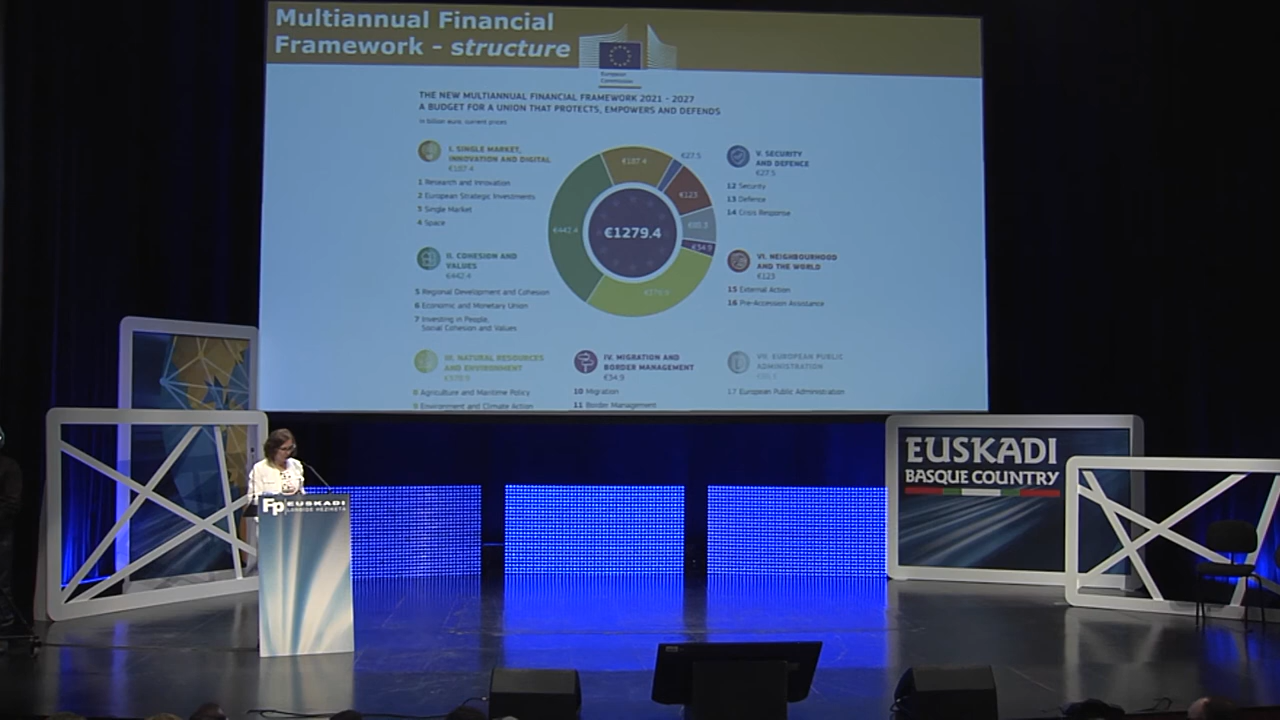 Multiannual Financial
Framework - structure
European
Commission
THE NEW MULTIANNUAL FINANCIAL FRAMEWORK 2021 - 2027
A BUDGET FOR A UNION THAT PROTECTS, EMPOWERS AND DEFENDS
In billion euro, current prices
I. SINGLE MARKET,
INNOVATION AND DIGITAL
€187.4
1 Research and Innovation
2 European Strategic Investments
3 Single Market
4 Space
II. COHESION AND
VALUES
€442.4
5 Regional Development and Cohesion
6 Economic and Monetary Union
7 Investing in People,
Social Cohesion and Values
III. NATURAL RESOURCES
AND ENVIRONMENT
€378.9
8 Agriculture and Maritime Policy
9 Environment and Climate Action
€187.4
€27.5
€123
€442.4
€1279.4
€34.9
€378.9
IV. MIGRATION AND
BORDER MANAGEMENT
€34.9
10 Migration
11 Border Management
V. SECURITY
AND DEFENCE
€27.5
12 Security
13 Defence
14 Crisis Response
VI. NEIGHBOURHOOD
AND THE WORLD
€123
15 External Action
16 Pre-Accession Assistance
VII. EUROPEAN PUBLIC
ADMINISTRATION
17 European Public Administration
EUSKADI
BASQUE COUNTRY
Fp EUSKADI
LANBIDE HEZIKETA